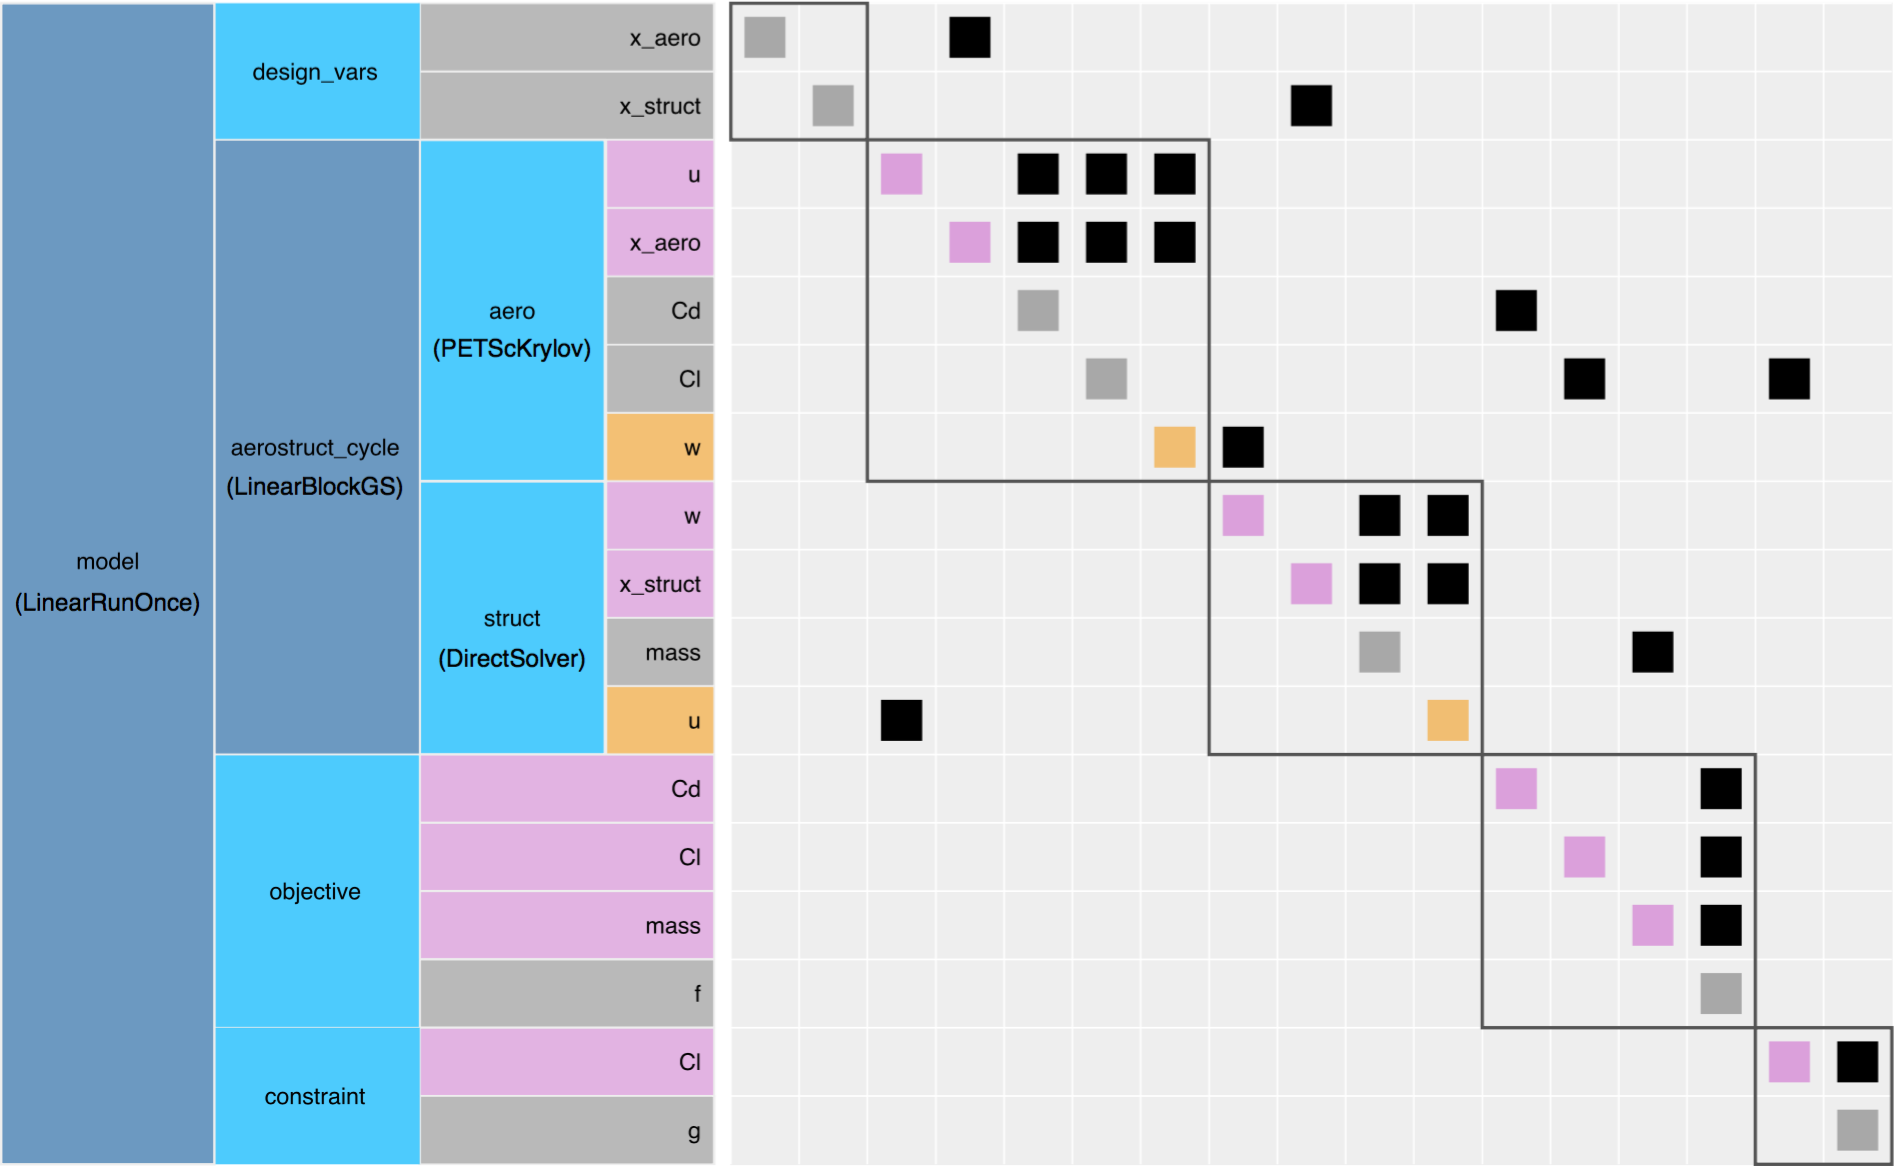 model
(LinearRunOnce)
design_vars
x_aero
x_struct
aerostruct_cycle
(LinearBlockGS)
aero
(PETScKrylov)
u
x_aero
Cd
Cl
w
struct
(DirectSolver)
w
x_struct
mass
u
objective
Cd
Cl
mass
f
constraint
Cl
g